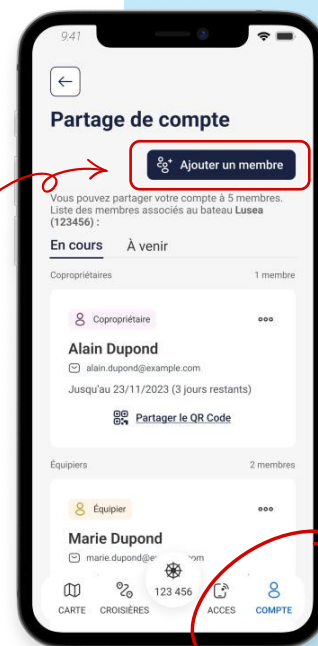 9:41
Partage de compte
Ajouter un membre
Vous pouvez partager votre compte à 5 membres.
Liste des membres associés au bateau Lusea
(123456) :
En cours À venir
Copropriétaires 1 membre
Copropriétaire
Alain Dupond
alain.dupond@example.com
Jusqu'au 23/11/2023 (3 jours restants)
Partager le QR Code
Équipiers 2 membres
Équipier
Marie Dupond
CARTE CROISIÈRES 123 456 ACCES COMPTE